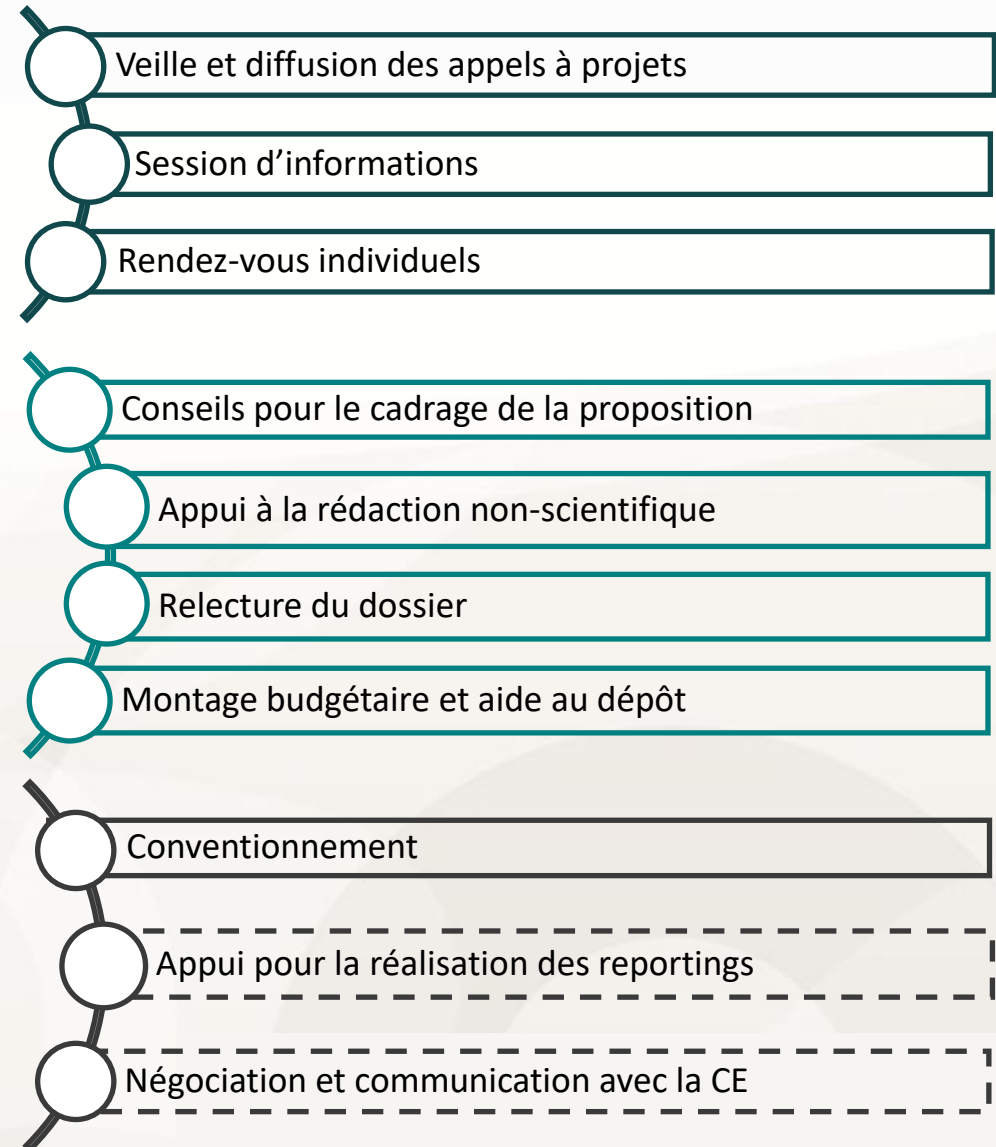 Veille et diffusion des appels à projets
Session d’informations
Rendez-vous individuels
Conseils pour le cadrage de la proposition
Appui à la rédaction non-scientifique
Relecture du dossier
Montage budgétaire et aide au dépôt
Conventionnement
Appui pour la réalisation des reportings
Négociation et communication avec la CE